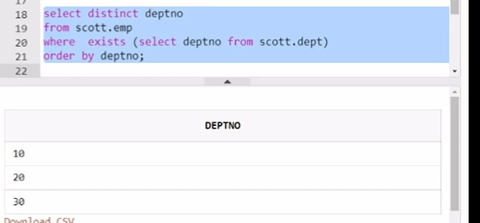 18 select distinct deptno
19 from scott.emp
20 where  exists (select deptno from scott.dept)
21 order by deptno;
22
DEPTNO
10
20
30
Download CSV